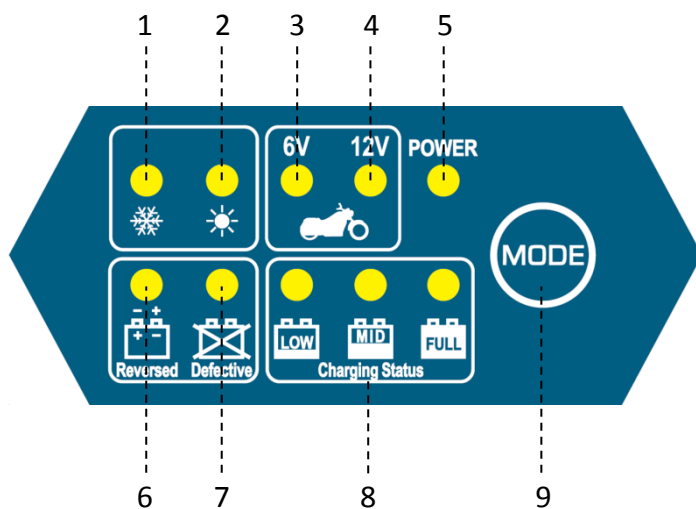 1 2 3 4 5
6V 12V POWER
MODE
- +
+ -
LOW MID FULL
Reversed Defective Charging Status
6 7 8 9